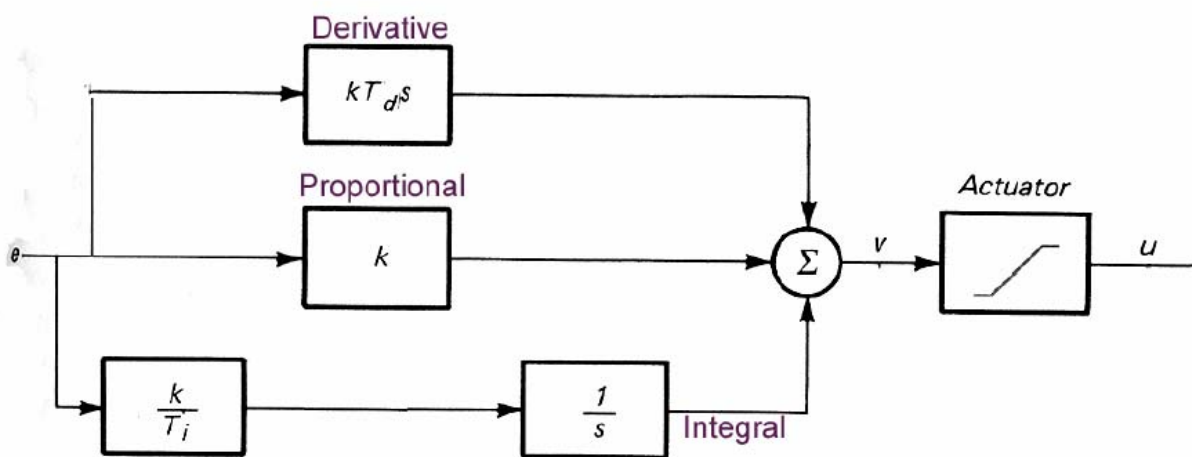 Derivative
kT_d s
Proportional
Actuator
e
k
Σ
v
u
k
T_i
1
s
Integral